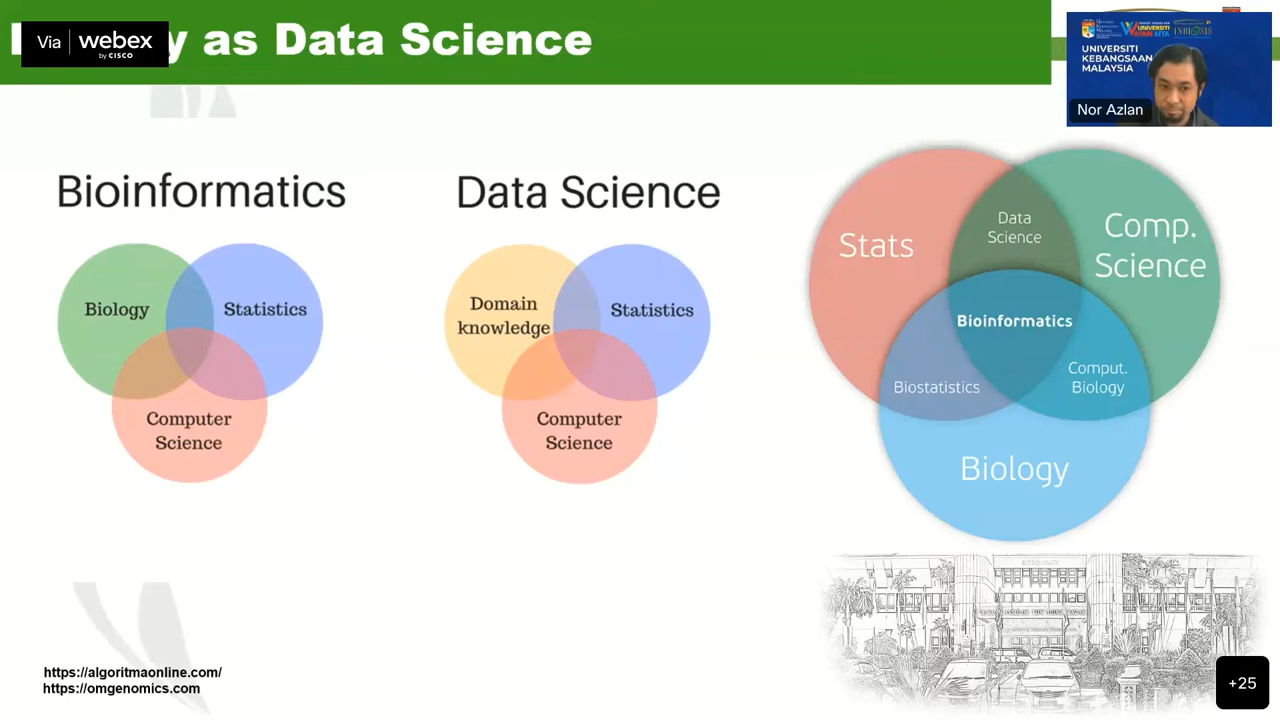 Via webex
by CISCO
y as Data Science
UNIVERSITI
KEBANGSAAN
MALAYSIA
Nor Azlan
Bioinformatics
Biology
Statistics
Computer
Science
Data Science
Domain
knowledge
Statistics
Computer
Science
Stats
Data
Science
Comp.
Science
Bioinformatics
Biostatistics
Comput.
Biology
Biology
https://algoritmaonline.com/
https://omgenomics.com
+25